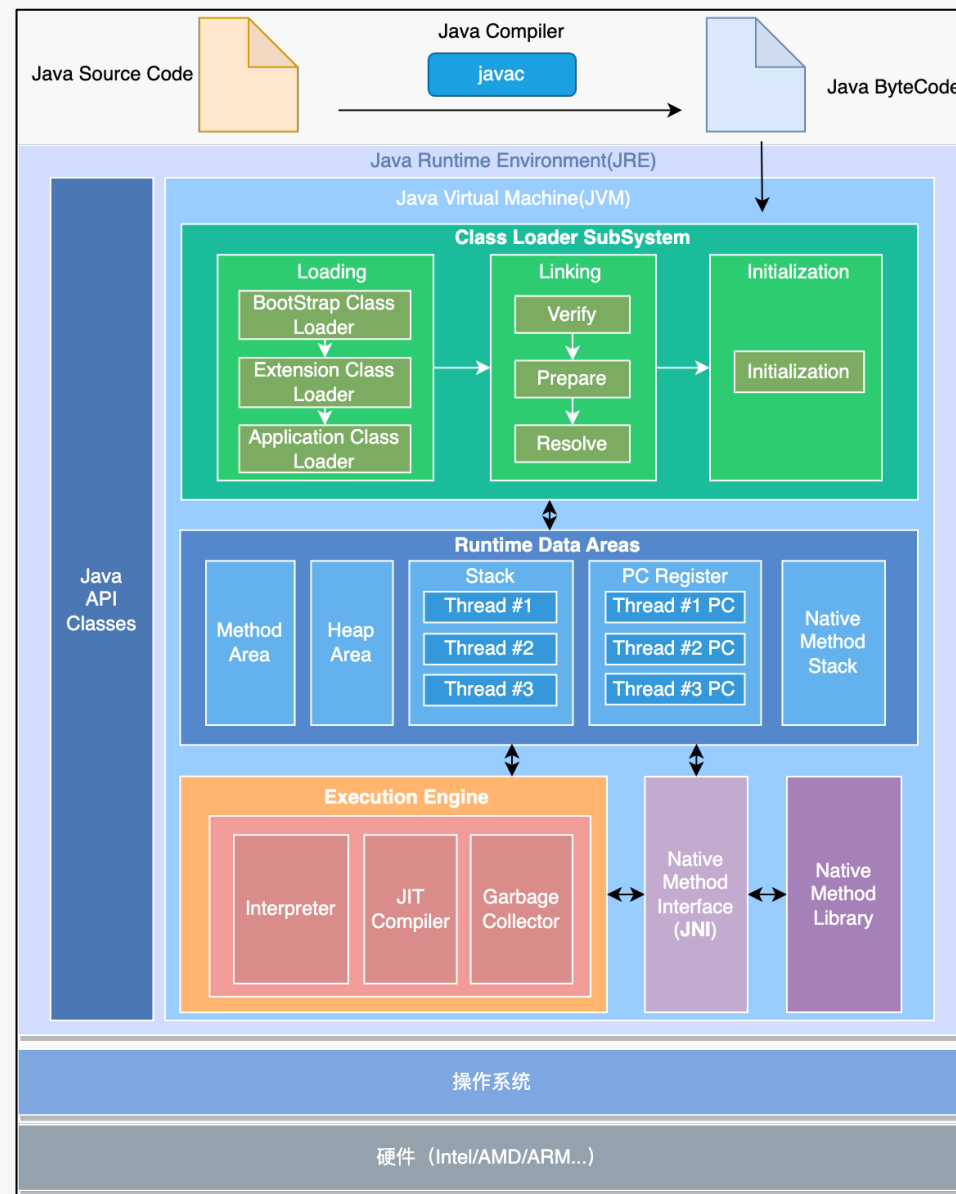 Java Compiler
Java Source Code
javac
Java ByteCode
Java Runtime Environment(JRE)
Java Virtual Machine(JVM)
Class Loader SubSystem
Loading
BootStrap Class
Loader
Extension Class
Loader
Application Class
Loader
Linking
Verify
Prepare
Resolve
Initialization
Initialization
Java
API
Classes
Runtime Data Areas
Method
Area
Heap
Area
Stack
Thread #1
Thread #2
Thread #3
PC Register
Thread #1 PC
Thread #2 PC
Thread #3 PC
Native
Method
Stack
Execution Engine
Interpreter
JIT
Compiler
Garbage
Collector
Native
Method
Interface
(JNI)
Native
Method
Library
操作系统
硬件（Intel/AMD/ARM...）